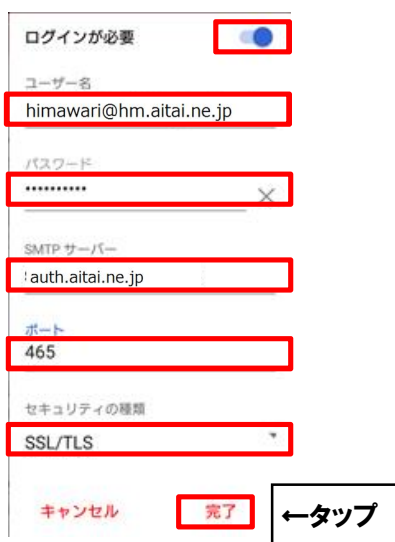 ログインが必要
ユーザー名
himawari@hm.aitai.ne.jp
パスワード
••••••••••
SMTP サーバー
auth.aitai.ne.jp
ポート
465
セキュリティの種類
SSL/TLS
キャンセル 完了 ←タップ